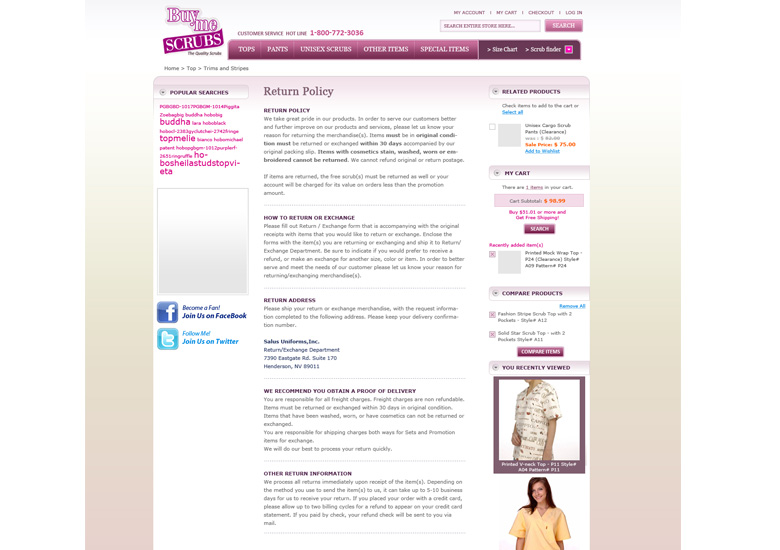 Buy me SCRUBS
The Quality Scrubs
MY ACCOUNT | MY CART | CHECKOUT | LOG IN
SEARCH ENTIRE STORE HERE...
SEARCH
CUSTOMER SERVICE HOT LINE 1-800-772-3036
TOPS PANTS UNISEX SCRUBS OTHER ITEMS SPECIAL ITEMS > Size Chart > Scrub finder
Home > Top > Trims and Stripes
POPULAR SEARCHES
PGBGBD-1017PGBGM-1014Piggita
Zoebagbig buddha hobobig
buddha lara hoboblack
hobocl-2282gyclutchel-2742fringe
topmelie bianco hobomichael
patent hobopgbgm-1012purplerf-
2631ringruffle ho-
bosheilastudstopvi-
eta
Become a Fan!
Join Us on FaceBook
Follow Me!
Join Us on Twitter
Return Policy
RETURN POLICY
We take great pride in our products. In order to serve our customers better
and further improve on our products and services, please let us know your
reason for returning the merchandise(s). Items must be in original condi-
tion must be returned or exchanged within 30 days accompanied by our
original packing slip. Items with cosmetics stain, washed, worn or em-
broidered cannot be returned. We cannot refund original or return postage.
If items are returned, the free scrub(s) must be returned as well or your
account will be charged for its value on orders less than the promotion
amount.
HOW TO RETURN OR EXCHANGE
Please fill out Return / Exchange form that is accompanied with the original
receipts with items that you would like to return or exchange. Enclose the
forms with the item(s) you are returning or exchanging and ship it to Return/
Exchange Department. Be sure to indicate if you would prefer to receive a
refund, or make an exchange for another size, color or item. In order to better
serve and meet the needs of our customer please let us know your reason for
returning/exchanging merchandise(s).
RETURN ADDRESS
Please ship your return or exchange merchandise, with the request informa-
tion completed to the following address. Please keep your delivery confirma-
tion number.
Salus Uniforms,Inc.
Return/Exchange Department
7390 Eastgate Rd. Suite 170
Henderson, NV 89011
WE RECOMMEND YOU OBTAIN A PROOF OF DELIVERY
You are responsible for all freight charges. Freight charges are non refundable.
Items must be returned or exchanged within 30 days in original condition.
Items that have been washed, worn, or have cosmetics can not be returned or
exchanged.
You are responsible for shipping charges both ways for Sets and Promotion
items for exchange.
We will do our best to process your return quickly.
OTHER RETURN INFORMATION
We process all returns immediately upon receipt of the item(s). Depending on
the method you use to send the item(s) to us, it can take up to 5-10 business
days for us to receive your return. If you placed your order with a credit card,
please allow up to two billing cycles for a refund to appear on your credit card
statement. If you paid by check, your refund check will be sent to you via
mail.
RELATED PRODUCTS
Check items to add to the cart or
Select all
Unisex Cargo Scrub
Pants (Clearance)
was : $ 82.99
Sale Price: $ 75.00
Add to Wishlist
MY CART
There are 1 items in your cart.
Cart Subtotal: $ 98.99
Buy $51.01 or more and
Get Free Shipping!
SEARCH
Recently added item(s)
Printed Mock Wrap Top -
P24 (Clearance) Style#
A09 Pattern# P24
COMPARE PRODUCTS
Remove All
Fashion Stripe Scrub Top with 2
Pockets - Style# A12
Solid Star Scrub Top - with 2
Pockets - Style# A11
COMPARE ITEMS
YOU RECENTLY VIEWED
Printed V-neck Top - P11 Style#
A04 Pattern# P11